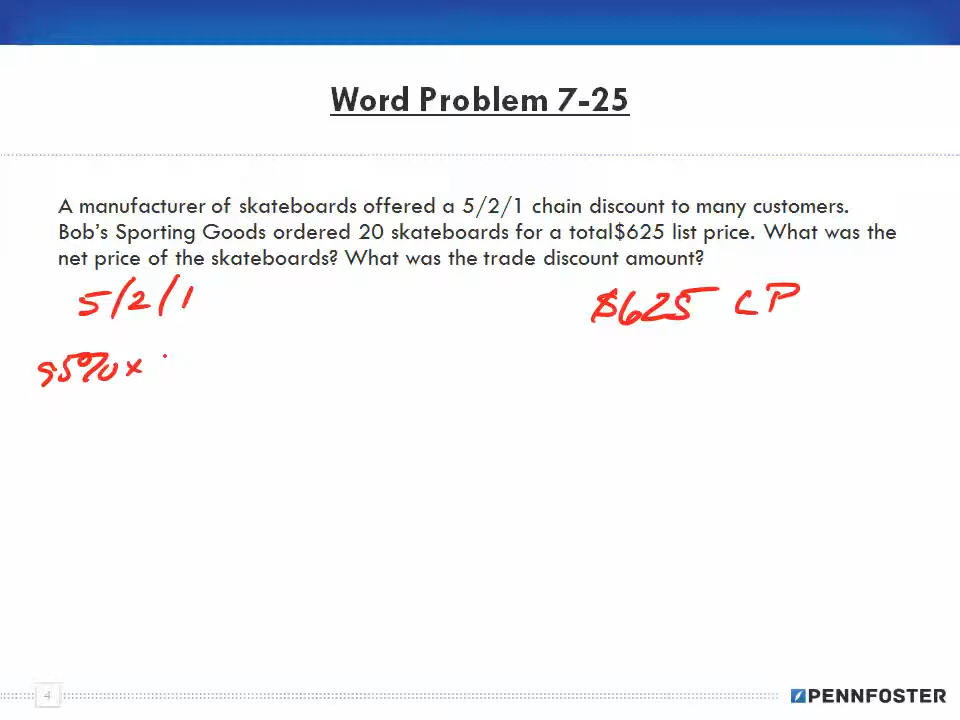 Word Problem 7-25
A manufacturer of skateboards offered a 5/2/1 chain discount to many customers.
Bob's Sporting Goods ordered 20 skateboards for a total$625 list price. What was the
net price of the skateboards? What was the trade discount amount?
5/2/1 $625 LP
95% x
4 PENNFOSTER